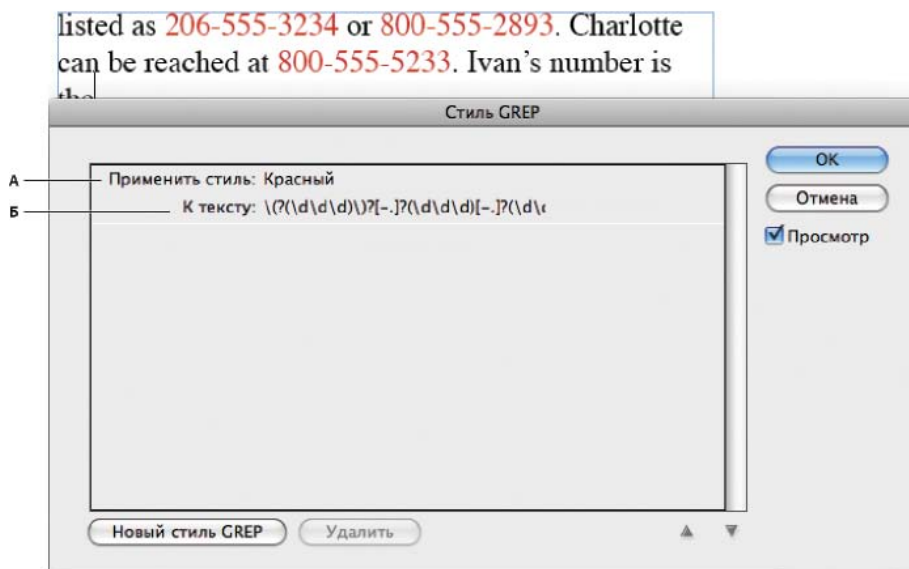 listed as 206-555-3234 or 800-555-2893. Charlotte
can be reached at 800-555-5233. Ivan’s number is
the
Стиль GREP
А
Применить стиль: Красный
Б
К тексту: \(?(\d\d\d)\)?[-.]?(\d\d\d)[-.]?(\d\
OK
Отмена
Просмотр
Новый стиль GREP
Удалить